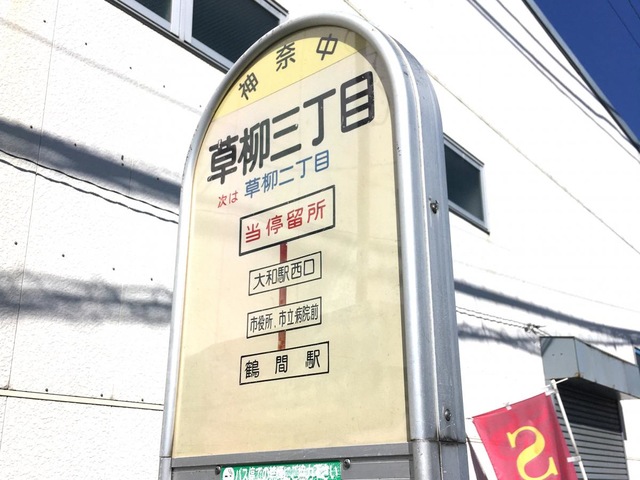 神奈中
草柳三丁目
次は 草柳二丁目
当停留所
大和駅西口
市役所.市立病院前
鶴間駅
S